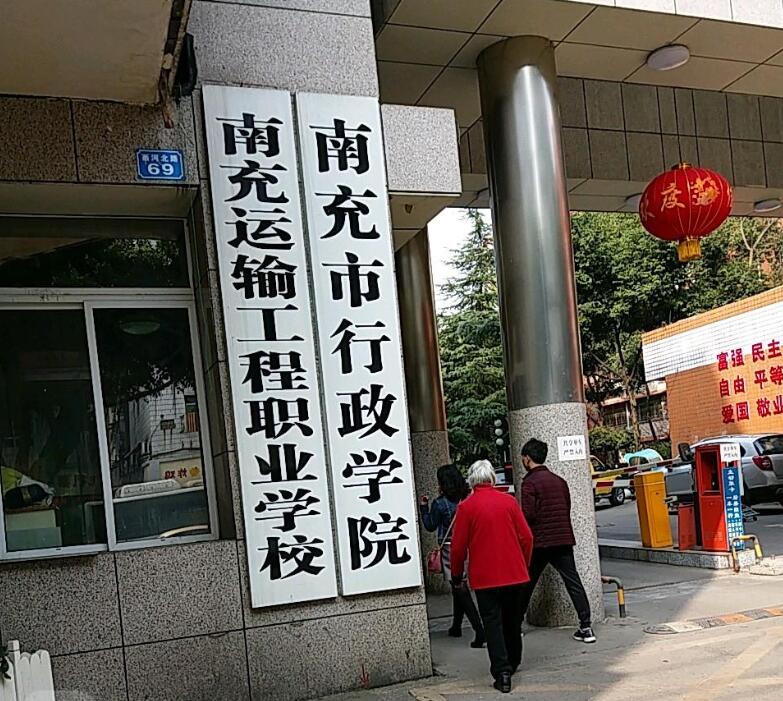 南充运输工程职业学校
南充市行政学院
69
富强 民主
自由 平等
爱国 敬业